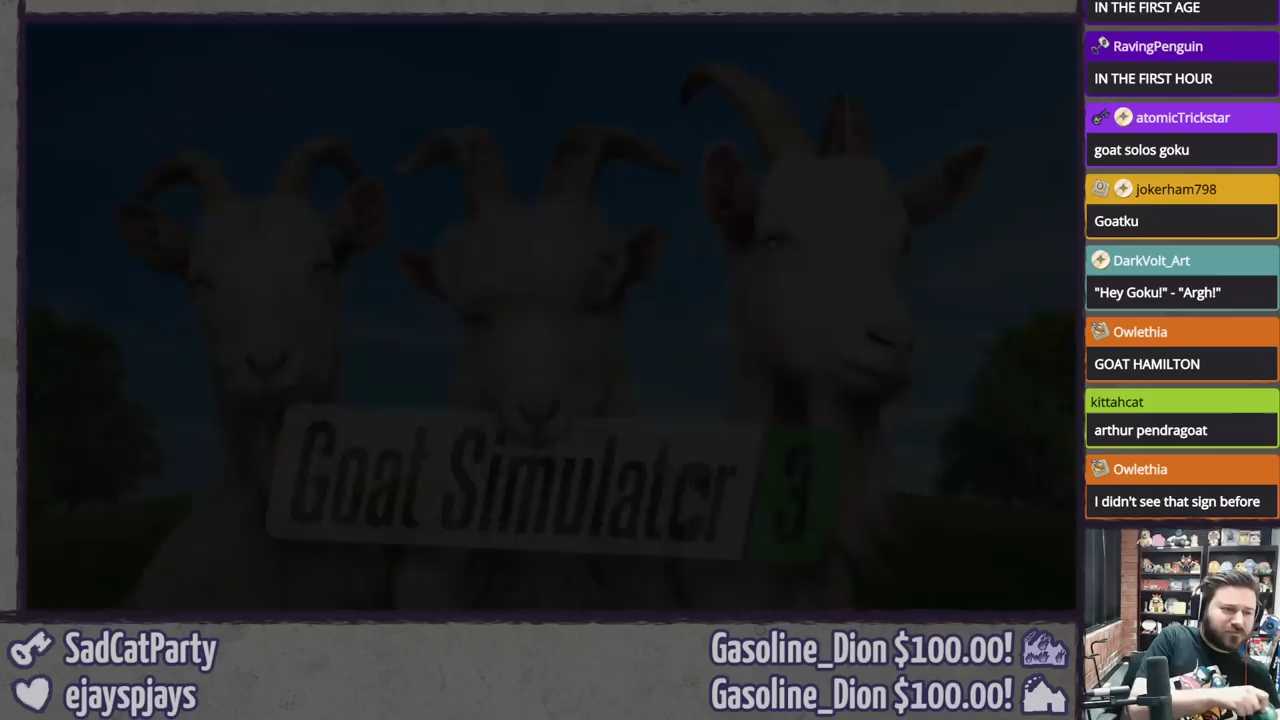 IN THE FIRST AGE
RavingPenguin
IN THE FIRST HOUR
atomicTrickstar
goat solos goku
jokerham798
Goatku
DarkVolt_Art
"Hey Goku!" - "Argh!"
Owlethia
GOAT HAMILTON
kittahcat
arthur pendragoat
Owlethia
I didn't see that sign before
Goat Simulator 3
SadCatParty
Gasoline_Dion $100.00!
ejayspjays
Gasoline_Dion $100.00!